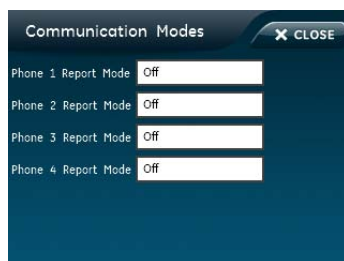 Communication Modes
X CLOSE
Phone 1 Report Mode Off
Phone 2 Report Mode Off
Phone 3 Report Mode Off
Phone 4 Report Mode Off